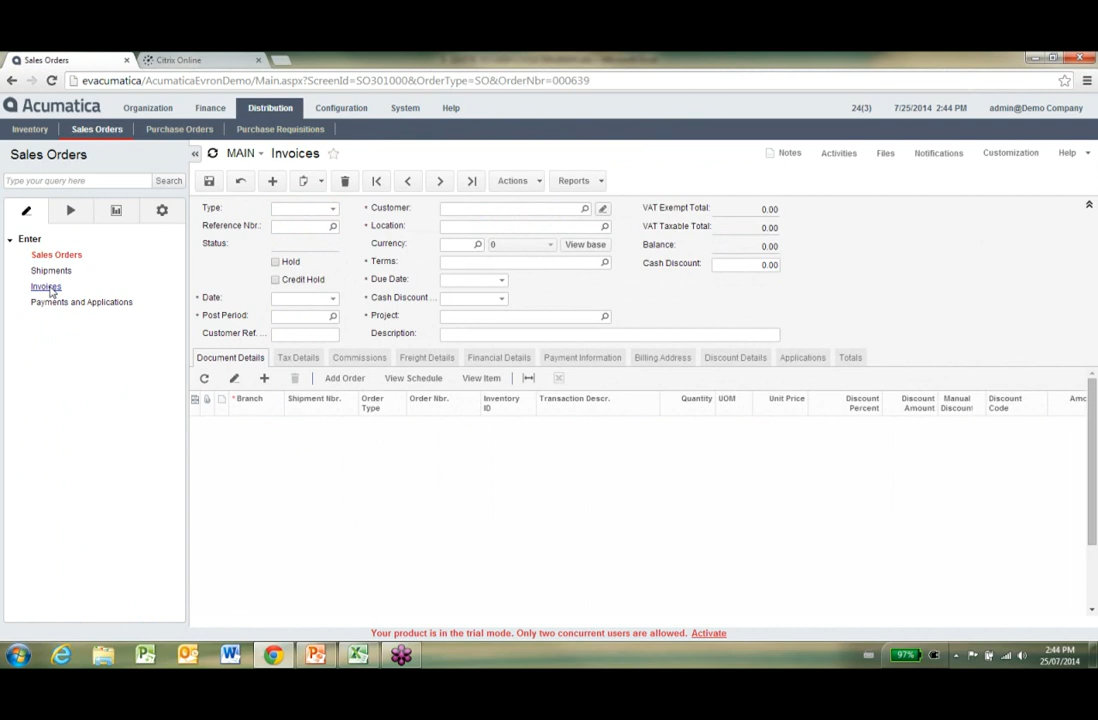 Sales Orders
Citrix Online
evacumatica/AcumaticaEvronDemo/Main.aspx?ScreenId=SO301000&OrderType=SO&OrderNbr=000639
Acumatica Organization Finance Distribution Configuration System Help 24(3) 7/25/2014 2:44 PM admin@Demo Company
Inventory Sales Orders Purchase Orders Purchase Requisitions
Sales Orders MAIN Invoices Notes Activities Files Notifications Customization Help
Type your query here Search Actions Reports
Type: Customer: VAT Exempt Total: 0.00
Reference Nbr.: Location: VAT Taxable Total: 0.00
Status: Currency: 0 View base Balance: 0.00
Hold * Terms: Cash Discount: 0.00
Credit Hold * Due Date:
* Date: * Cash Discount ...
* Post Period: * Project:
Customer Ref. ... Description:
Enter
Sales Orders
Shipments
Invoices
Payments and Applications
Document Details Tax Details Commissions Freight Details Financial Details Payment Information Billing Address Discount Details Applications Totals
Add Order View Schedule View Item
* Branch Shipment Nbr. Order Type Order Nbr. Inventory ID Transaction Descr. Quantity UOM Unit Price Discount Percent Discount Amount Manual Discount Discount Code Amo
Your product is in the trial mode. Only two concurrent users are allowed. Activate
97% 2:44 PM
25/07/2014